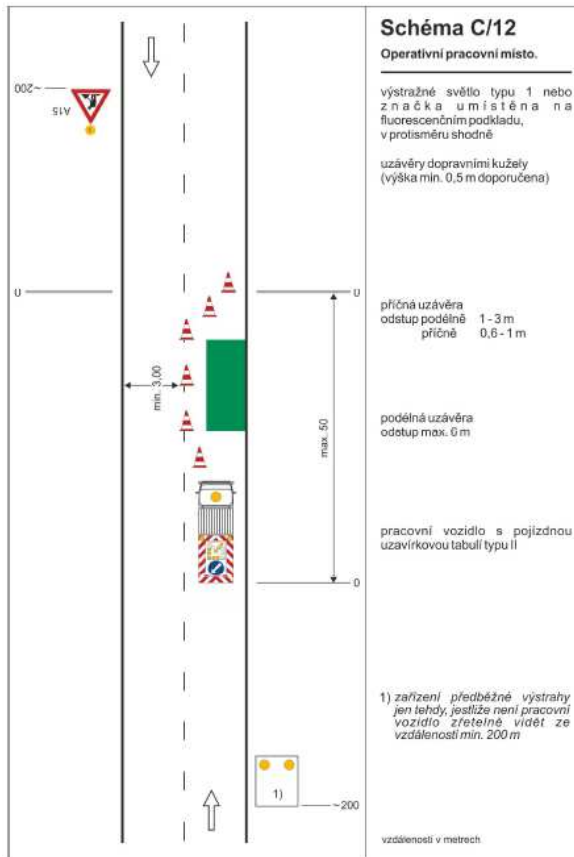 Schéma C/12
Operativní pracovní místo.
výstražné světlo typu 1 nebo
značka umístěna na
fluorescenčním podkladu,
v protisměru shodně
uzávěry dopravními kužely
(výška min. 0,5 m doporučena)
~200
A15
0
0
příčná uzávěra
odstup podélně 1 - 3 m
příčně 0,6 - 1 m
min. 3,00
max. 50
podélná uzávěra
odstup max. 6 m
pracovní vozidlo s pojízdnou
uzavírkovou tabulí typu II
0
1) zařízení předběžné výstrahy
jen tehdy, jestliže není pracovní
vozidlo zřetelně vidět ze
vzdálenosti min. 200 m
1)
~200
vzdálenosti v metrech